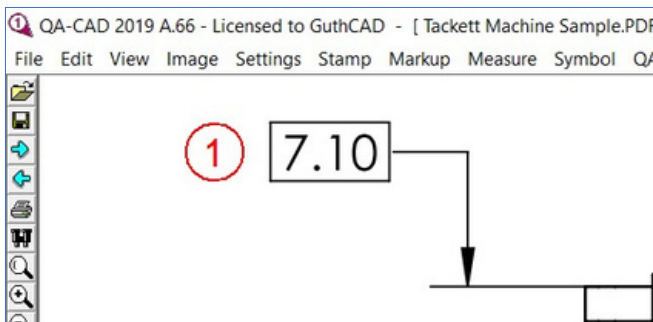 QA-CAD 2019 A.66 - Licensed to GuthCAD - [ Tackett Machine Sample.PDF
File Edit View Image Settings Stamp Markup Measure Symbol QA
1 7.10